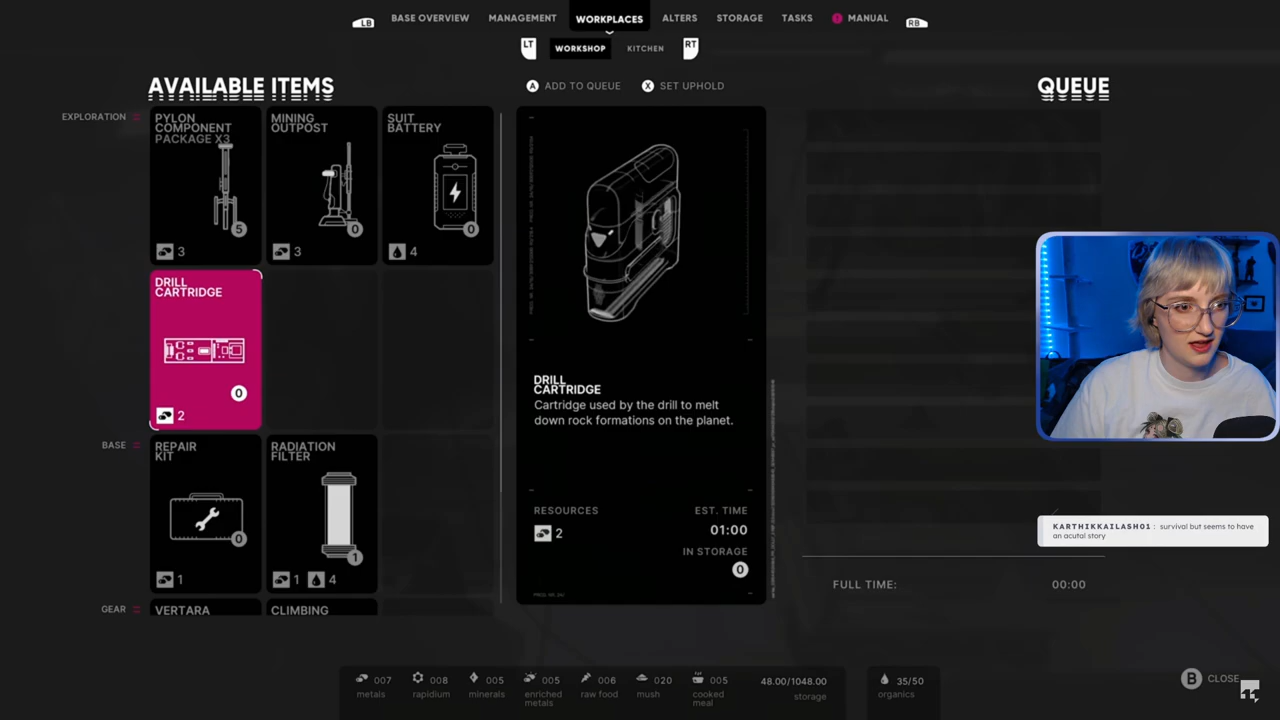 LB BASE OVERVIEW MANAGEMENT WORKPLACES ALTERS STORAGE TASKS ! MANUAL RB
LT WORKSHOP KITCHEN RT
AVAILABLE ITEMS
A ADD TO QUEUE X SET UPHOLD
QUEUE
EXPLORATION
PYLON
COMPONENT
PACKAGE X3
5
3
MINING
OUTPOST
0
3
SUIT
BATTERY
0
4
DRILL
CARTRIDGE
0
2
BASE
REPAIR
KIT
0
1
RADIATION
FILTER
1
1 4
GEAR
VERTARA
CLIMBING
DRILL
CARTRIDGE
Cartridge used by the drill to melt
down rock formations on the planet.
RESOURCES
2
EST. TIME
01:00
IN STORAGE
0
KARTHIKKAILASH01 : survival but seems to have
an acutal story
FULL TIME: 00:00
007
metals
008
rapidium
005
minerals
005
enriched
metals
006
raw food
020
mush
005
cooked
meal
48.00/1048.00
storage
35/50
organics
B CLOSE